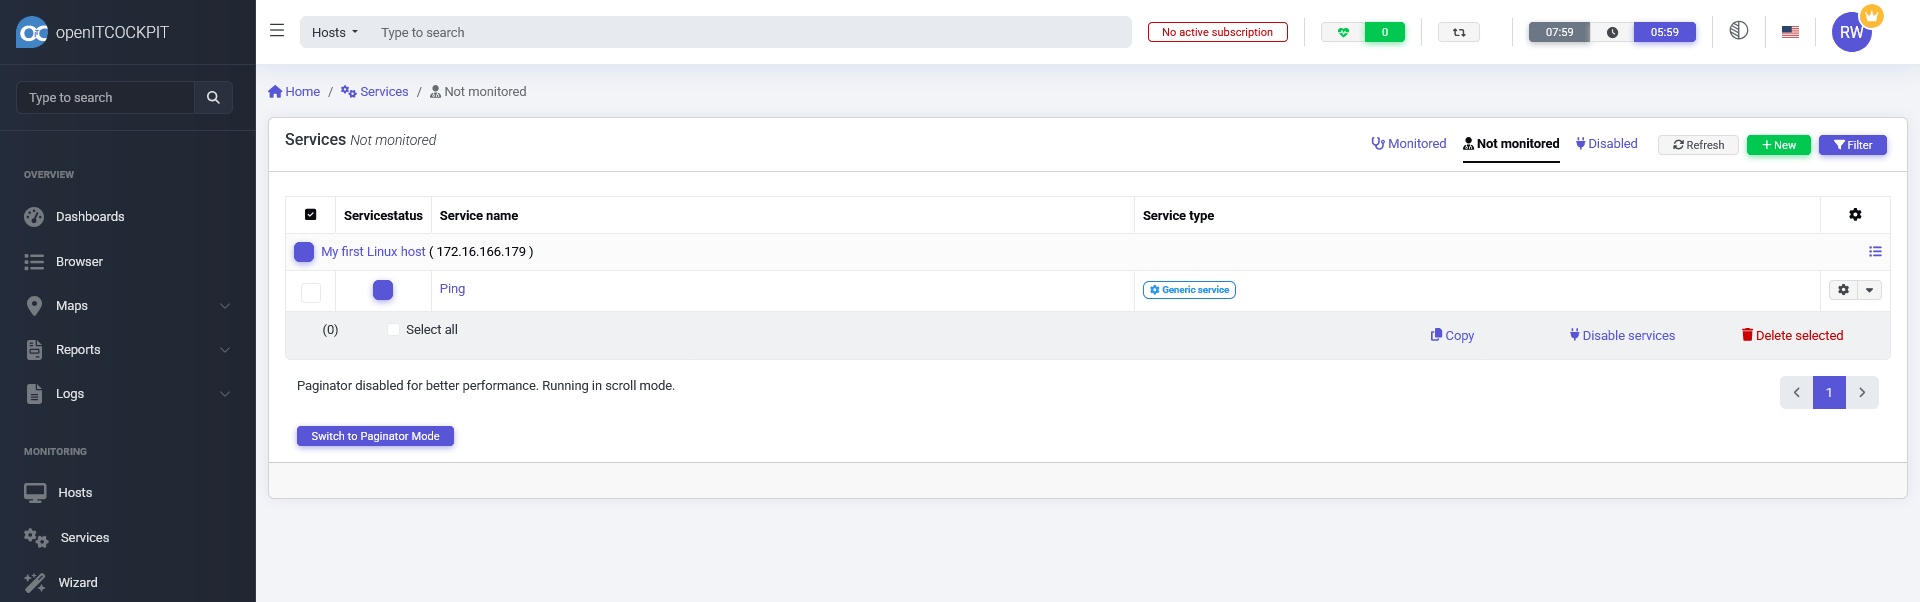 openITCOCKPIT
Hosts Type to search
No active subscription
0
07:59
05:59
RW
Type to search
Home / Services / Not monitored
Services Not monitored
Monitored
Not monitored
Disabled
Refresh
New
Filter
OVERVIEW
Dashboards
Browser
Maps
Reports
Logs
MONITORING
Hosts
Services
Wizard
Servicestatus Service name Service type
My first Linux host ( 172.16.166.179 )
Ping Generic service
(0) Select all Copy Disable services Delete selected
Paginator disabled for better performance. Running in scroll mode.
1
Switch to Paginator Mode